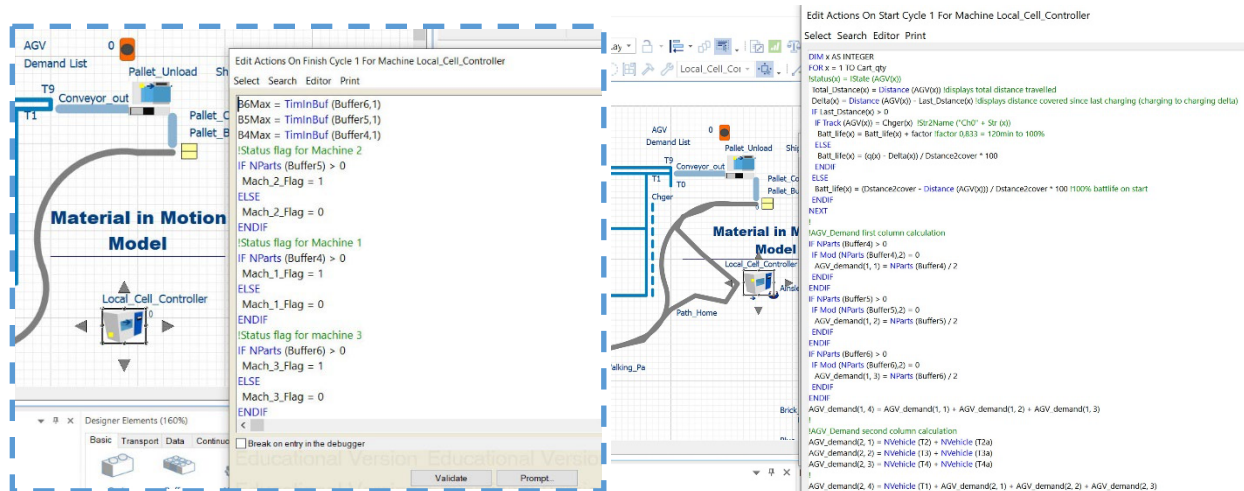 AGV 0
Demand List
Pallet_Unload Sh
T9
Conveyor_out
T1
Pallet_C
Pallet_B
Material in Motion
Model
Local_Cell_Controller
0
Designer Elements (160%)
Basic Transport Data Continuo
Edit Actions On Finish Cycle 1 For Machine Local_Cell_Controller
Select Search Editor Print
B6Max = TimInBuf (Buffer6,1)
B5Max = TimInBuf (Buffer5,1)
B4Max = TimInBuf (Buffer4,1)
!Status flag for Machine 2
IF NParts (Buffer5) > 0
Mach_2_Flag = 1
ELSE
Mach_2_Flag = 0
ENDIF
!Status flag for Machine 1
IF NParts (Buffer4) > 0
Mach_1_Flag = 1
ELSE
Mach_1_Flag = 0
ENDIF
!Status flag for machine 3
IF NParts (Buffer6) > 0
Mach_3_Flag = 1
ELSE
Mach_3_Flag = 0
ENDIF
Break on entry in the debugger
Educational Version Educational Version
Validate Prompt...
Local_Cell_Coi
AGV 0
Demand List
Pallet_Unload Ship
T9
Conveyor_out
T1 T0
Pallet_Co
Pallet_Bu
Chger
Material in M
Model
Local_Cell_Controller
Path_Home
alking_Pa
Brick
Edit Actions On Start Cycle 1 For Machine Local_Cell_Controller
Select Search Editor Print
DIM x AS INTEGER
FOR x = 1 TO Cart_qty
!Status(x) = IState (AGV(x))
Total_Dstance(x) = Distance (AGV(x)) !displays total distance travelled
Delta(x) = Distance (AGV(x)) - Last_Dstance(x) !displays distance covered since last charging (charging to charging delta)
IF Last_Dstance(x) > 0
IF Track (AGV(x)) = Chger(x) !Str2Name ("Ch0" + Str (x))
Batt_life(x) = Batt_life(x) + factor !factor 0,833 = 120min to 100%
ELSE
Batt_life(x) = (q(x) - Delta(x)) / Dstance2cover * 100
ENDIF
ELSE
Batt_life(x) = (Dstance2cover - Distance (AGV(x))) / Dstance2cover * 100 !100% battlife on start
ENDIF
NEXT
!
!AGV_Demand first column calculation
IF NParts (Buffer4) > 0
IF Mod (NParts (Buffer4),2) = 0
AGV_demand(1, 1) = NParts (Buffer4) / 2
ENDIF
ENDIF
IF NParts (Buffer5) > 0
IF Mod (NParts (Buffer5),2) = 0
AGV_demand(1, 2) = NParts (Buffer5) / 2
ENDIF
ENDIF
IF NParts (Buffer6) > 0
IF Mod (NParts (Buffer6),2) = 0
AGV_demand(1, 3) = NParts (Buffer6) / 2
ENDIF
ENDIF
AGV_demand(1, 4) = AGV_demand(1, 1) + AGV_demand(1, 2) + AGV_demand(1, 3)
!
!AGV_Demand second column calculation
AGV_demand(2, 1) = NVehicle (T2) + NVehicle (T2a)
AGV_demand(2, 2) = NVehicle (T3) + NVehicle (T3a)
AGV_demand(2, 3) = NVehicle (T4) + NVehicle (T4a)
!
AGV_demand(2, 4) = NVehicle (T1) + AGV_demand(2, 1) + AGV_demand(2, 2) + AGV_demand(2, 3)